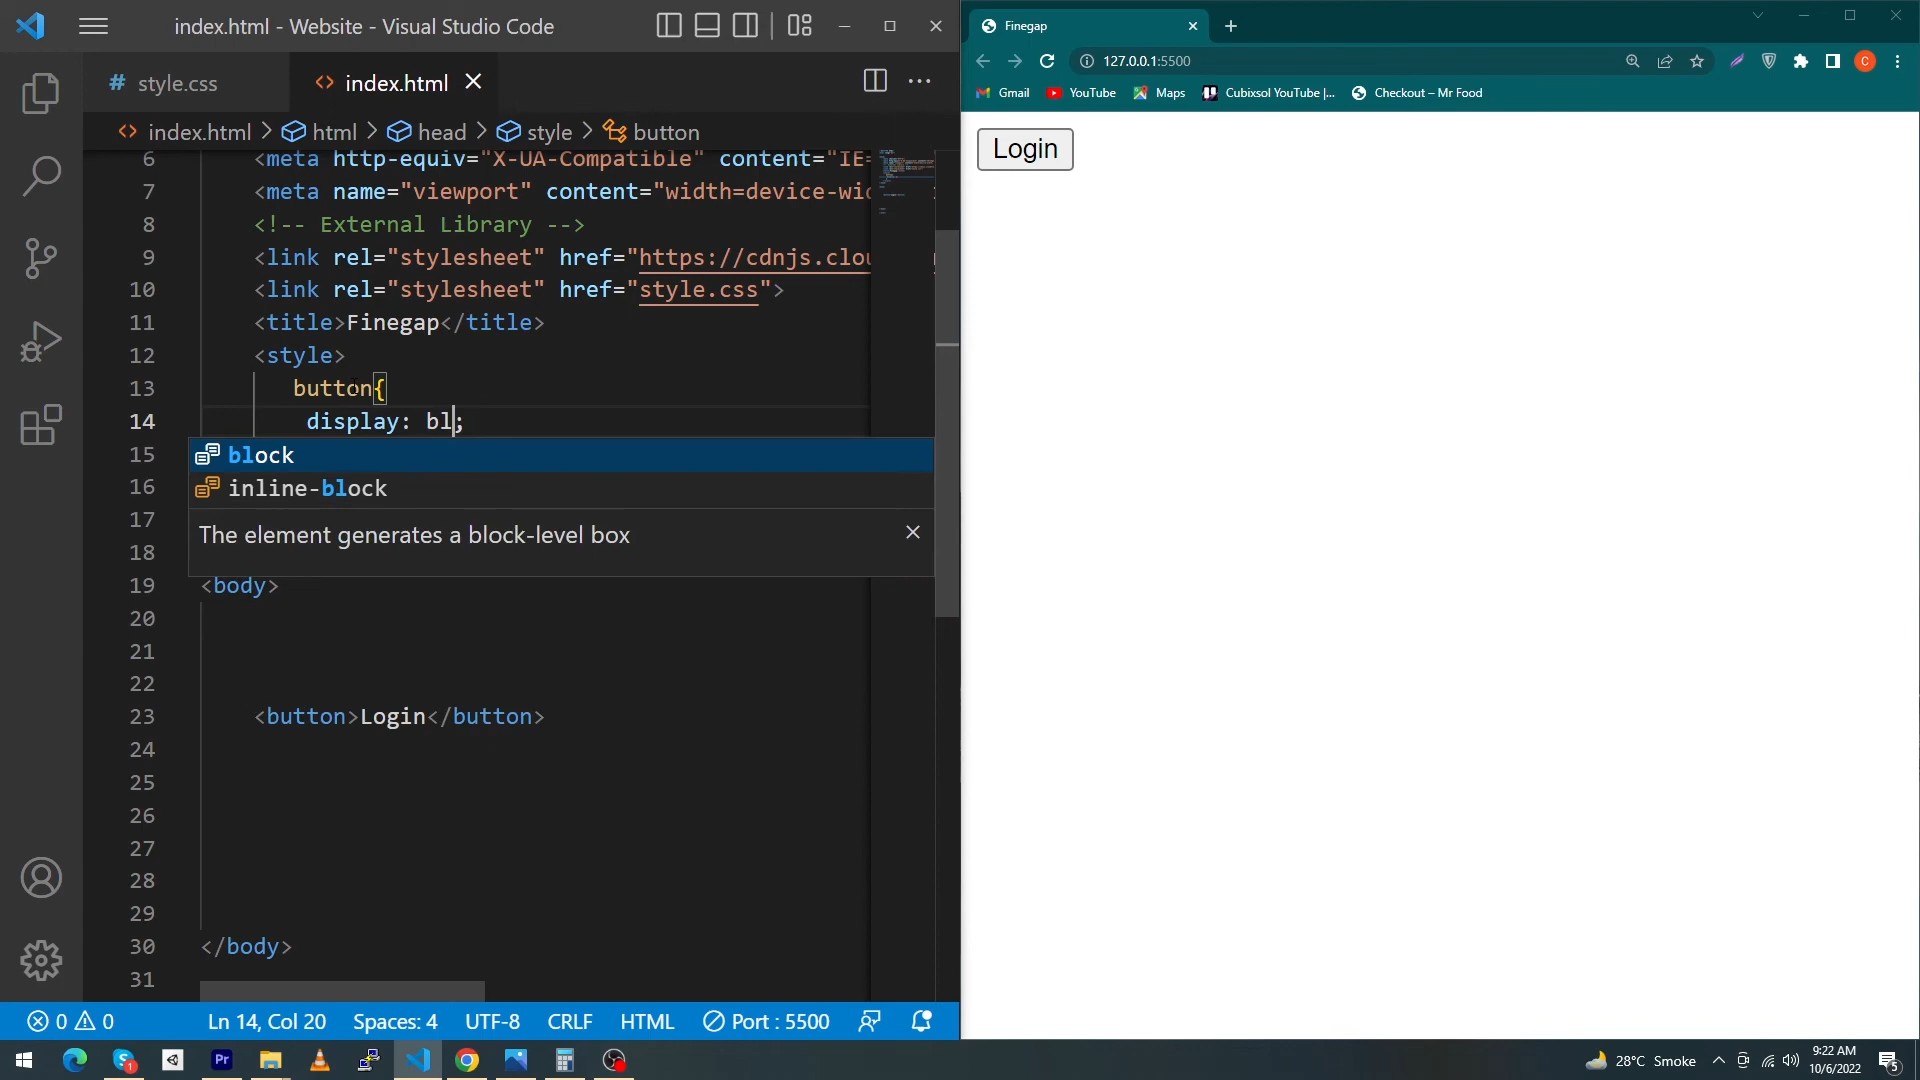 index.html - Website - Visual Studio Code
# style.css
<> index.html
<> index.html > html > head > style > button
6 <meta http-equiv="X-UA-Compatible" content="IE=
7 <meta name="viewport" content="width=device-wid
8 <!-- External Library -->
9 <link rel="stylesheet" href="https://cdnjs.clou
10 <link rel="stylesheet" href="style.css">
11 <title>Finegap</title>
12 <style>
13 button{
14 display: bl;
15
block
16
inline-block
17
The element generates a block-level box
18
19 <body>
20
21
22
23 <button>Login</button>
24
25
26
27
28
29
30 </body>
31
0 0
Ln 14, Col 20
Spaces: 4
UTF-8
CRLF
HTML
Port : 5500
Finegap
127.0.0.1:5500
Gmail
YouTube
Maps
Cubixsol YouTube |...
Checkout – Mr Food
C
Login
1
Pr
28°C Smoke
9:22 AM
10/6/2022
5